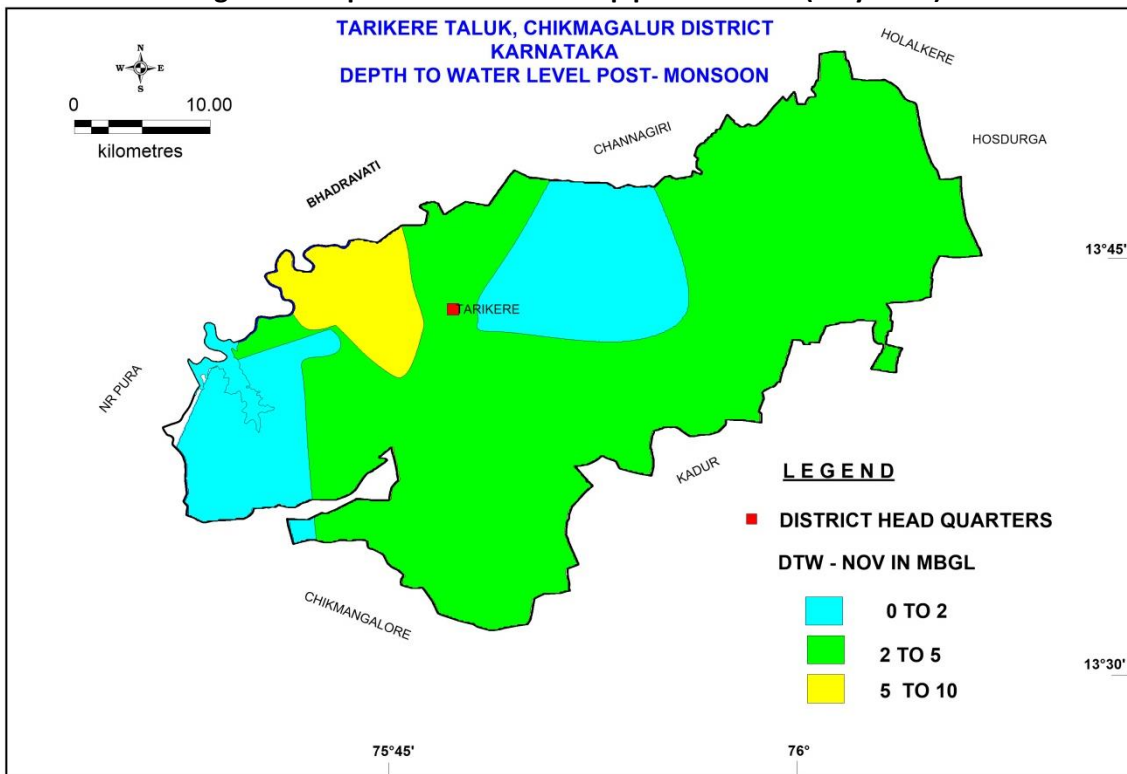 TARIKERE TALUK, CHIKMAGALUR DISTRICT
KARNATAKA
DEPTH TO WATER LEVEL POST- MONSOON
N
W E
S
0 10.00
kilometres
HOLALKERE
HOSDURGA
CHANNAGIRI
BHADRAVATI
13°45'
TARIKERE
NR PURA
KADUR
CHIKMANGALORE
LEGEND
DISTRICT HEAD QUARTERS
DTW - NOV IN MBGL
0 TO 2
2 TO 5
5 TO 10
13°30'
75°45'
76°